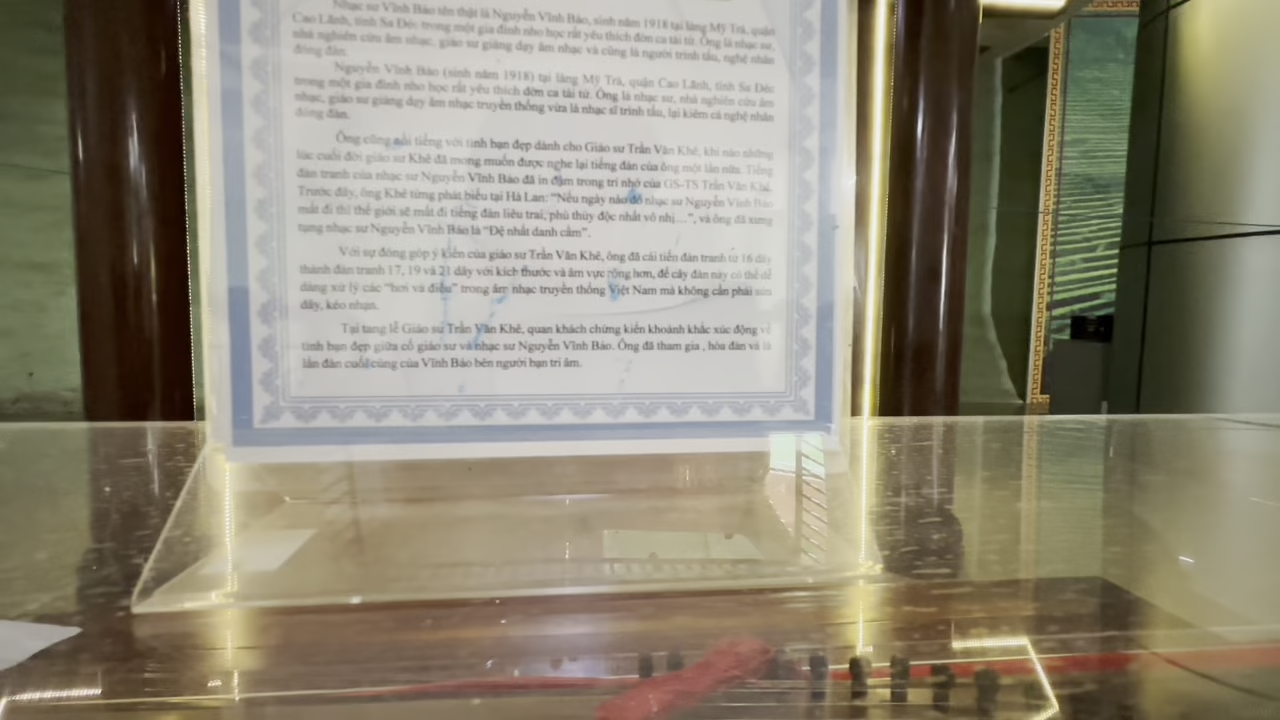 Nhạc sư Vĩnh Bảo tên thật là Nguyễn Vĩnh Bảo, sinh năm 1918 tại làng Mỹ Trà, quận
Cao Lãnh, tỉnh Sa Đéc trong một gia đình nho học rất yêu thích đờn ca tài tử. Ông là nhạc sư,
nhà nghiên cứu âm nhạc, giáo sư giảng dạy âm nhạc và cũng là người trình tấu, nghệ nhân
đóng đàn.
Nguyễn Vĩnh Bảo (sinh năm 1918) tại làng Mỹ Trà, quận Cao Lãnh, tỉnh Sa Đéc
trong một gia đình nho học rất yêu thích đờn ca tài tử. Ông là nhạc sư, nhà nghiên cứu âm
nhạc, giáo sư giảng dạy âm nhạc truyền thống vừa là nhạc sĩ trình tấu, lại kiêm cả nghệ nhân
đóng đàn.
Ông cũng nổi tiếng với tình bạn đẹp dành cho Giáo sư Trần Văn Khê, khi nào những
lúc cuối đời giáo sư Khê đã mong muốn được nghe lại tiếng đàn của ông một lần nữa. Tiếng
đàn tranh của nhạc sư Nguyễn Vĩnh Bảo đã in đậm trong trí nhớ của GS-TS Trần Văn Khê.
Trước đây, ông Khê từng phát biểu tại Hà Lan: “Nếu ngày nào đó nhạc sư Nguyễn Vĩnh Bảo
mất đi thì thế giới sẽ mất đi tiếng đàn liêu trai, phù thủy độc nhất vô nhị…”, và ông đã xưng
tụng nhạc sư Nguyễn Vĩnh Bảo là “Đệ nhất danh cầm”.
Với sự đóng góp ý kiến của giáo sư Trần Văn Khê, ông đã cải tiến đàn tranh từ 16 dây
thành đàn tranh 17, 19 và 21 dây với kích thước và âm vực rộng hơn, để cây đàn này có thể dễ
dàng xử lý các “hơi và điệu” trong âm nhạc truyền thống Việt Nam mà không cần phải sửa
dây, kéo nhạn.
Tại tang lễ Giáo sư Trần Văn Khê, quan khách chứng kiến khoảnh khắc xúc động về
tình bạn đẹp giữa cố giáo sư và nhạc sư Nguyễn Vĩnh Bảo. Ông đã tham gia , hòa đàn và là
lần đàn cuối cùng của Vĩnh Bảo bên người bạn tri âm.